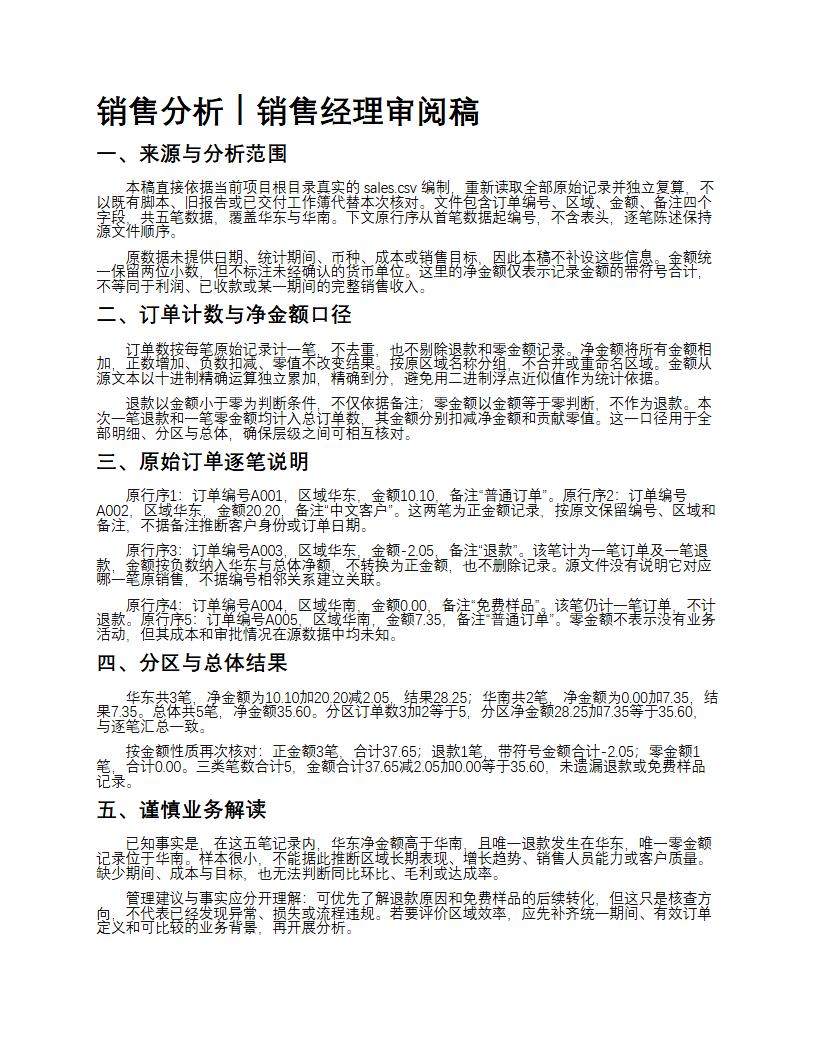 销售分析｜销售经理审阅稿
一、来源与分析范围
本稿直接依据当前项目根目录真实的 sales.csv 编制，重新读取全部原始记录并独立复算，不
以既有脚本、旧报告或已交付工作簿代替本次核对。文件包含订单编号、区域、金额、备注四个
字段，共五笔数据，覆盖华东与华南。下文原行序从首笔数据起编号，不含表头，逐笔陈述保持
源文件顺序。
原数据未提供日期、统计期间、币种、成本或销售目标，因此本稿不补设这些信息。金额统
一保留两位小数，但不标注未经确认的货币单位。这里的净金额仅表示记录金额的带符号合计，
不等同于利润、已收款或某一期间的完整销售收入。
二、订单计数与净金额口径
订单数按每笔原始记录计一笔，不去重，也不剔除退款和零金额记录。净金额将所有金额相
加，正数增加、负数扣减、零值不改变结果。按原区域名称分组，不合并或重命名区域。金额从
源文本以十进制精确运算独立累加，精确到分，避免用二进制浮点近似值作为统计依据。
退款以金额小于零为判断条件，不仅依据备注；零金额以金额等于零判断，不作为退款。本
次一笔退款和一笔零金额均计入总订单数，其金额分别扣减净金额和贡献零值。这一口径用于全
部明细、分区与总体，确保层级之间可相互核对。
三、原始订单逐笔说明
原行序1：订单编号A001，区域华东，金额10.10，备注“普通订单”。原行序2：订单编号
A002，区域华东，金额20.20，备注“中文客户”。这两笔为正金额记录，按原文保留编号、区域和
备注，不据备注推断客户身份或订单日期。
原行序3：订单编号A003，区域华东，金额-2.05，备注“退款”。该笔计为一笔订单及一笔退
款，金额按负数纳入华东与总体净额，不转换为正金额，也不删除记录。源文件没有说明它对应
哪一笔原销售，不据编号相邻关系建立关联。
原行序4：订单编号A004，区域华南，金额0.00，备注“免费样品”。该笔仍计一笔订单，不计
退款。原行序5：订单编号A005，区域华南，金额7.35，备注“普通订单”。零金额不表示没有业务
活动，但其成本和审批情况在源数据中均未知。
四、分区与总体结果
华东共3笔，净金额为10.10加20.20减2.05，结果28.25；华南共2笔，净金额为0.00加7.35，结
果7.35。总体共5笔，净金额35.60。分区订单数3加2等于5，分区净金额28.25加7.35等于35.60，
与逐笔汇总一致。
按金额性质再次核对：正金额3笔，合计37.65；退款1笔，带符号金额合计-2.05；零金额1
笔，合计0.00。三类笔数合计5，金额合计37.65减2.05加0.00等于35.60，未遗漏退款或免费样品
记录。
五、谨慎业务解读
已知事实是，在这五笔记录内，华东净金额高于华南，且唯一退款发生在华东，唯一零金额
记录位于华南。样本很小，不能据此推断区域长期表现、增长趋势、销售人员能力或客户质量。
缺少期间、成本与目标，也无法判断同比环比、毛利或达成率。
管理建议与事实应分开理解：可优先了解退款原因和免费样品的后续转化，但这只是核查方
向，不代表已经发现异常、损失或流程违规。若要评价区域效率，应先补齐统一期间、有效订单
定义和可比较的业务背景，再开展分析。